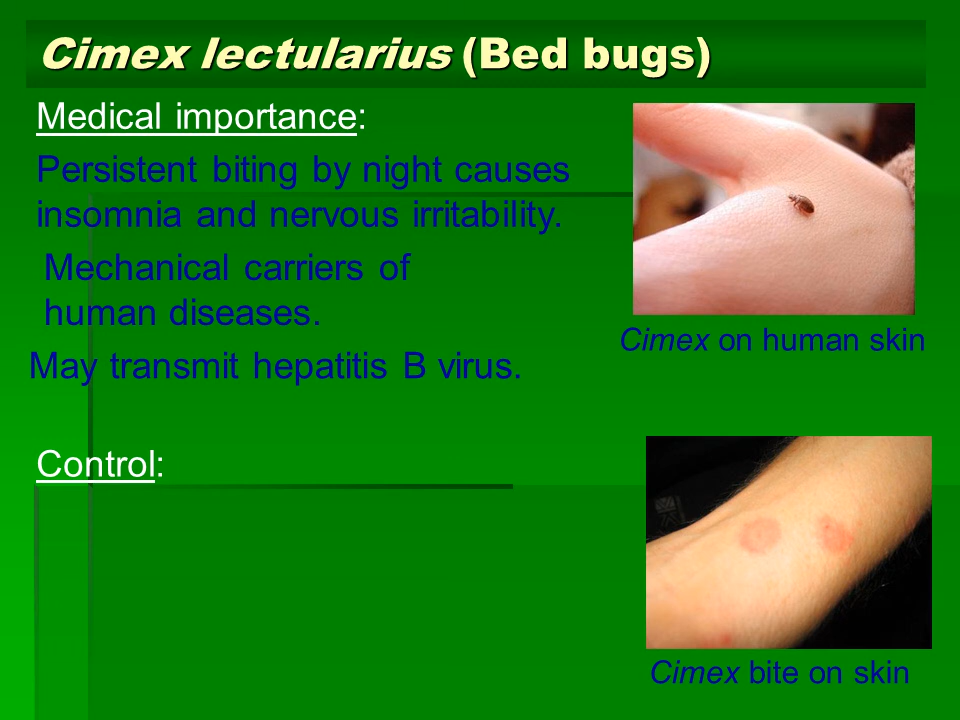 Cimex lectularius (Bed bugs)
Medical importance:
Persistent biting by night causes
insomnia and nervous irritability.
Mechanical carriers of
human diseases.
May transmit hepatitis B virus.
Cimex on human skin
Control:
Cimex bite on skin